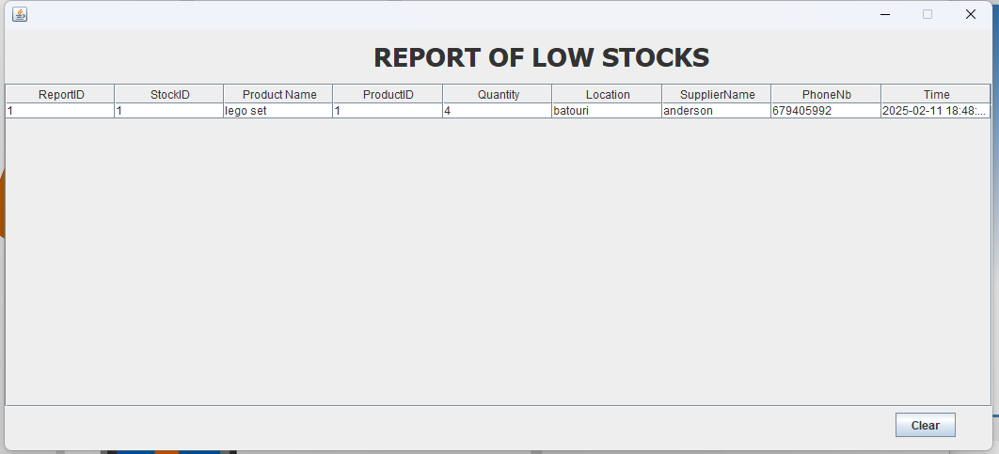 REPORT OF LOW STOCKS
ReportID StockID Product Name ProductID Quantity Location SupplierName PhoneNb Time
1 1 lego set 1 4 batouri anderson 679405992 2025-02-11 18:48:...
Clear